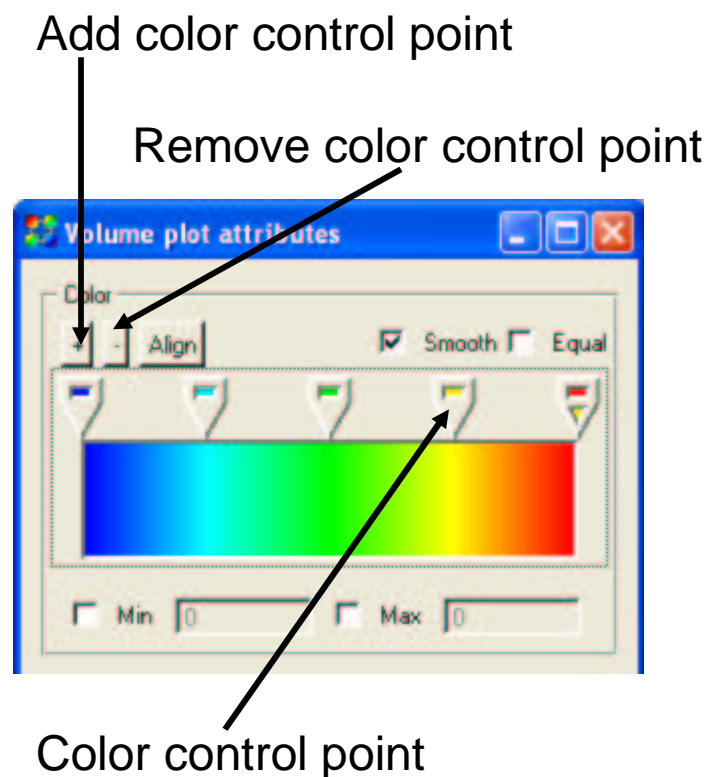 Add color control point
Remove color control point
Volume plot attributes
Color
+ - Align Smooth Equal
Min 0 Max 0
Color control point